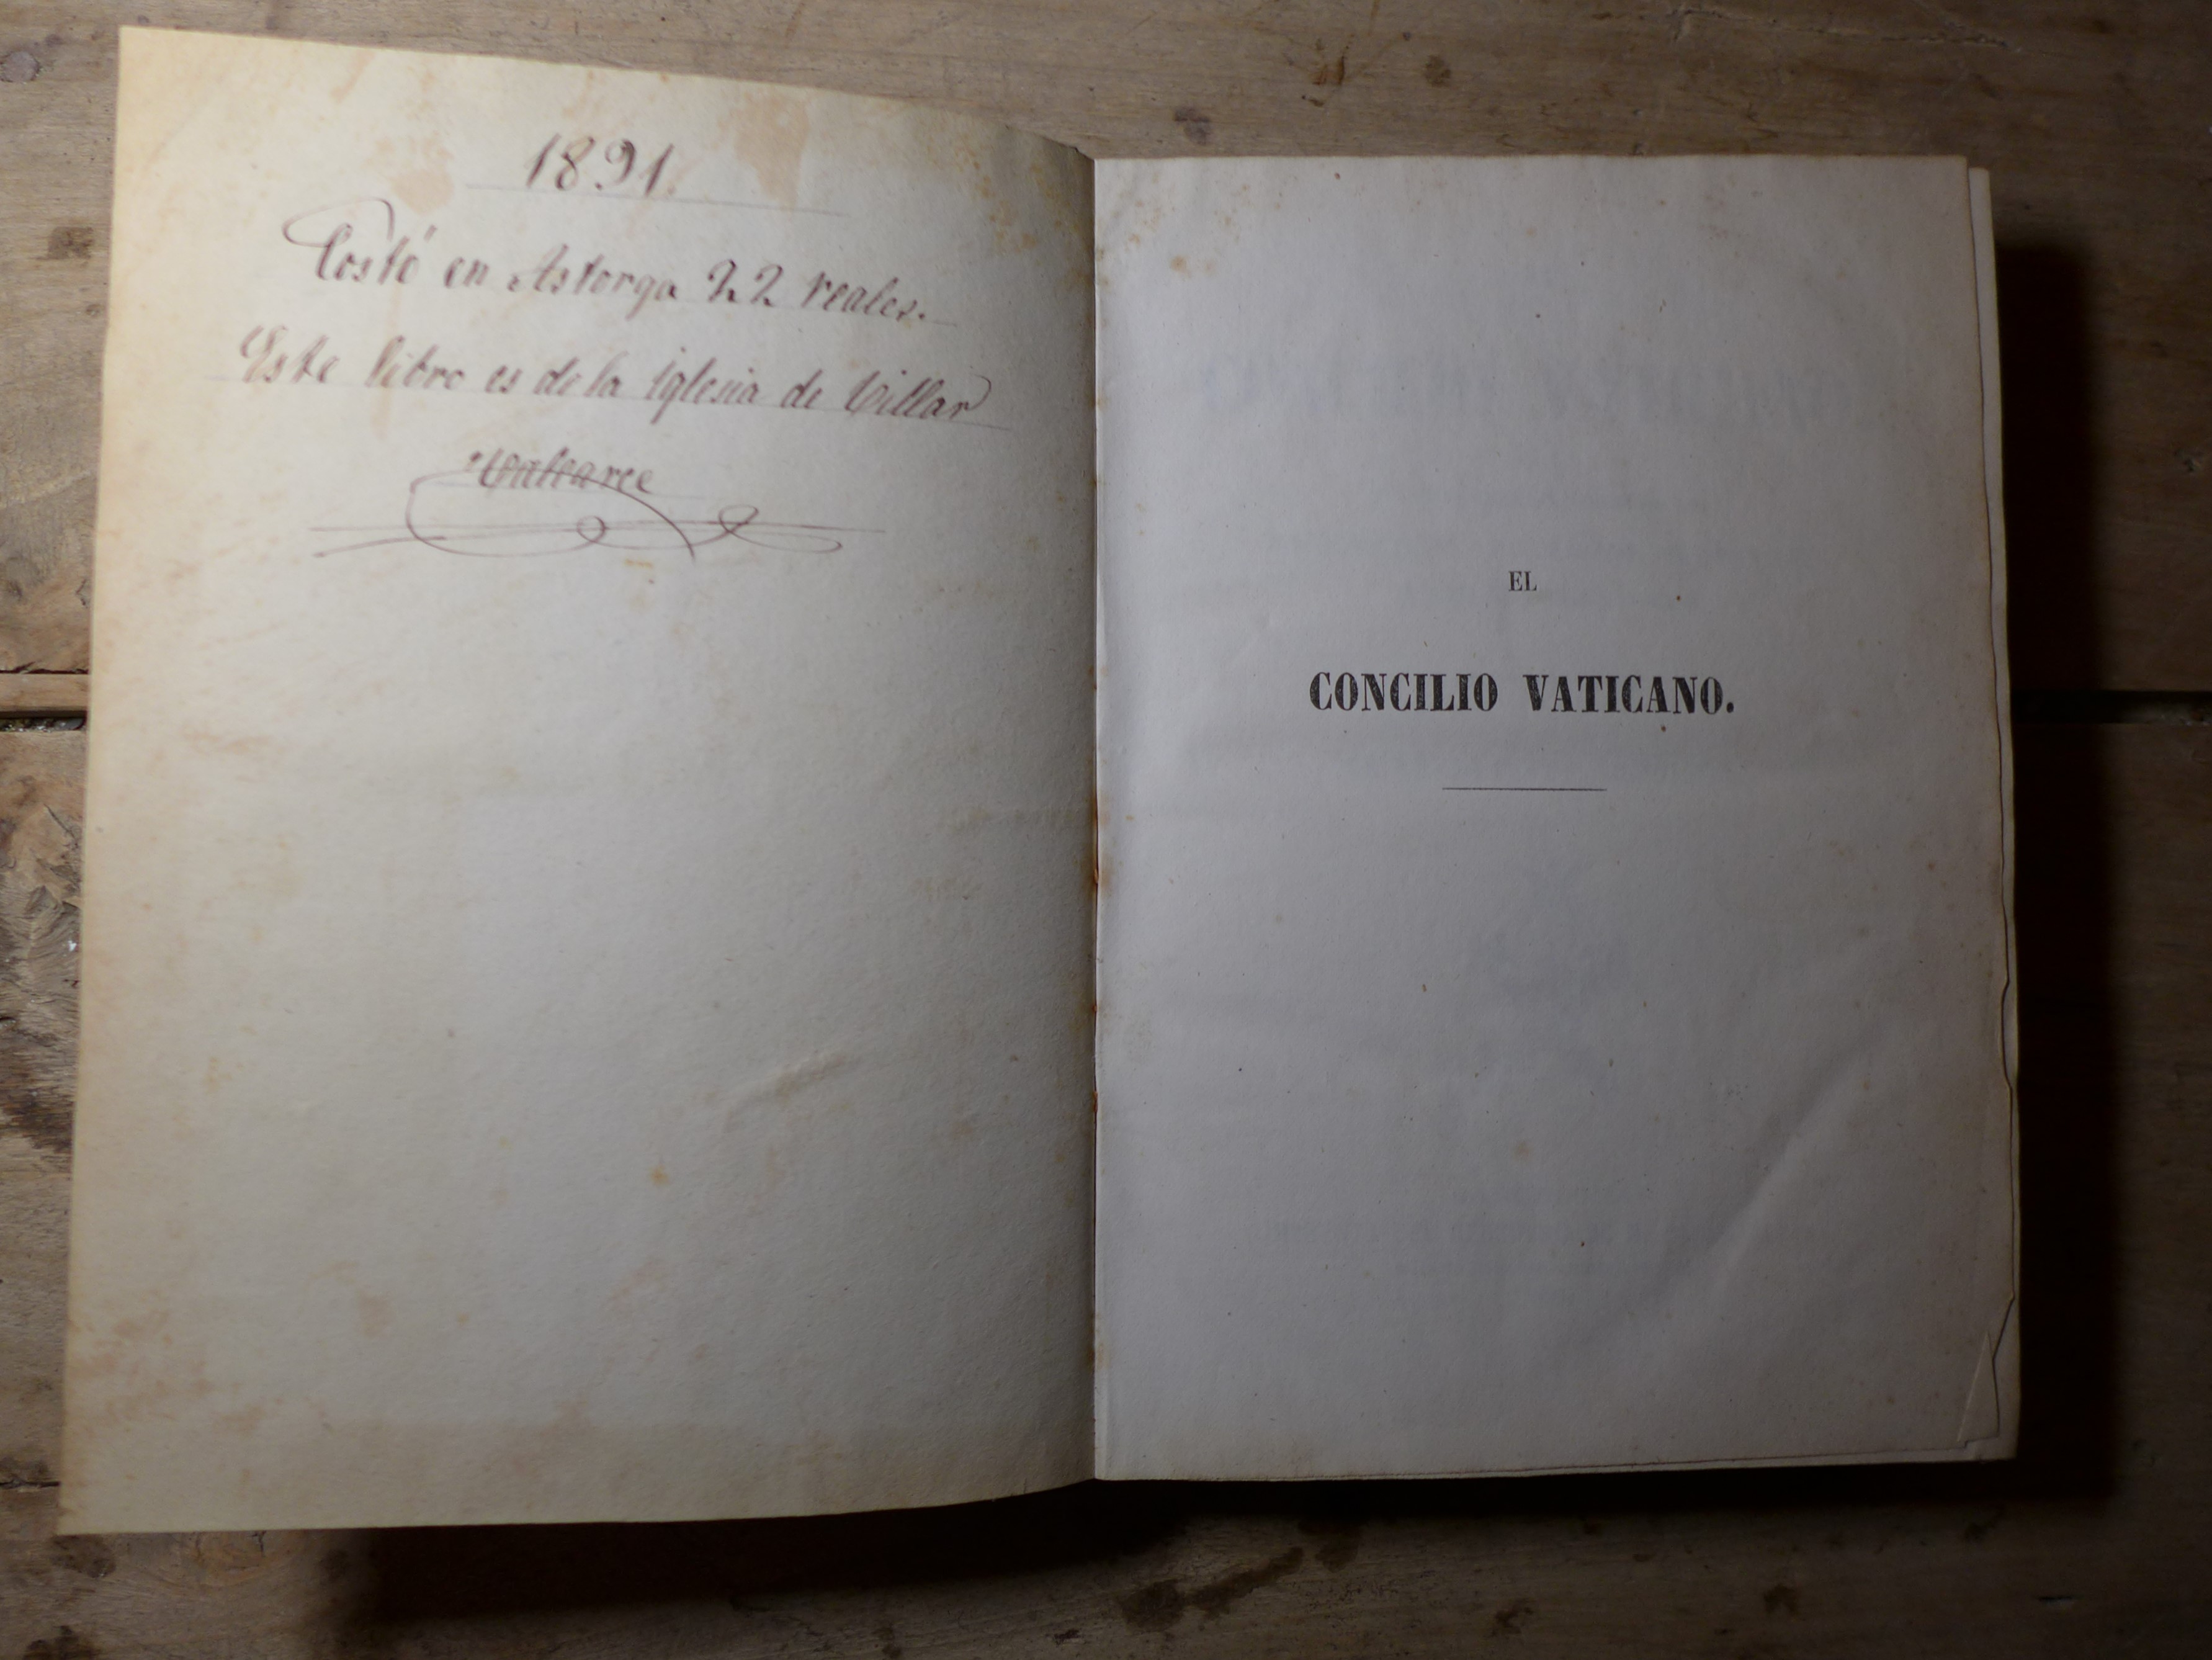 1891.
Costó en Astorga 22 reales.
Este libro es de la Iglesia de Villar
Valcarce
EL
CONCILIO VATICANO.